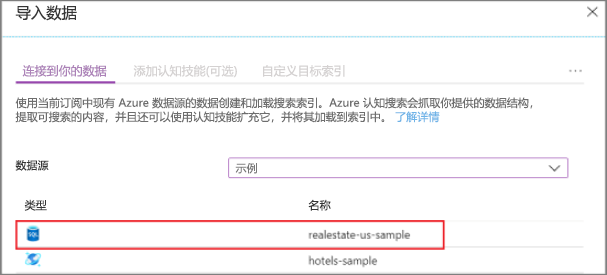 导入数据
连接到你的数据 添加认知技能(可选) 自定义目标索引 ...
使用当前订阅中现有 Azure 数据源的数据创建和加载搜索索引。Azure 认知搜索会抓取你提供的数据结构，
提取可搜索的内容，并且还可以使用认知技能扩充它，并将其加载到索引中。 了解详情
数据源 示例
类型 名称
SQL realestate-us-sample
hotels-sample